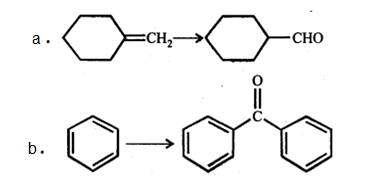 a. =CH₂ → CHO
O
C
b.